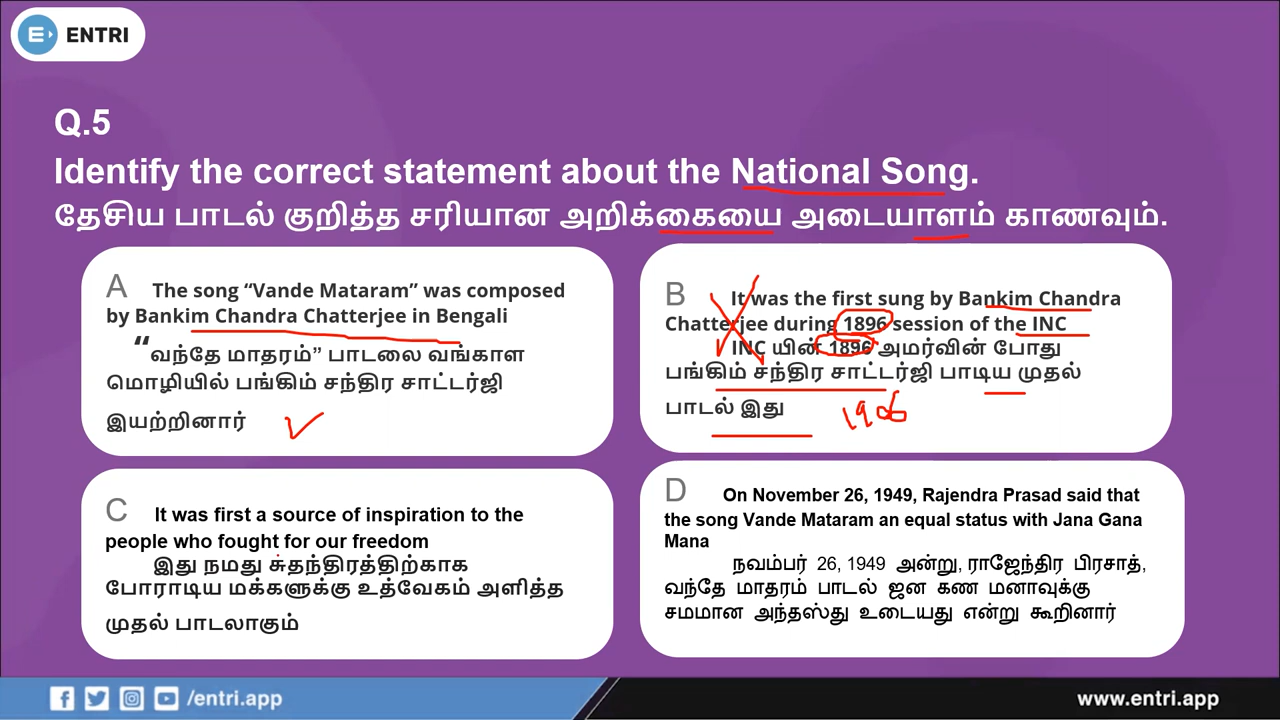 ENTRI
Q.5
Identify the correct statement about the National Song.
தேசிய பாடல் குறித்த சரியான அறிக்கையை அடையாளம் காணவும்.
A The song “Vande Mataram” was composed
by Bankim Chandra Chatterjee in Bengali
“வந்தே மாதரம்” பாடலை வங்காள
மொழியில் பங்கிம் சந்திர சாட்டர்ஜி
இயற்றினார்
B It was the first sung by Bankim Chandra
Chatterjee during 1896 session of the INC
INC யின் 1896 அமர்வின் போது
பங்கிம் சந்திர சாட்டர்ஜி பாடிய முதல்
பாடல் இது
1906
C It was first a source of inspiration to the
people who fought for our freedom
இது நமது சுதந்திரத்திற்காக
போராடிய மக்களுக்கு உத்வேகம் அளித்த
முதல் பாடலாகும்
D On November 26, 1949, Rajendra Prasad said that
the song Vande Mataram an equal status with Jana Gana
Mana
நவம்பர் 26, 1949 அன்று, ராஜேந்திர பிரசாத்,
வந்தே மாதரம் பாடல் ஜன கண மனாவுக்கு
சமமான அந்தஸ்து உடையது என்று கூறினார்
/entri.app
www.entri.app